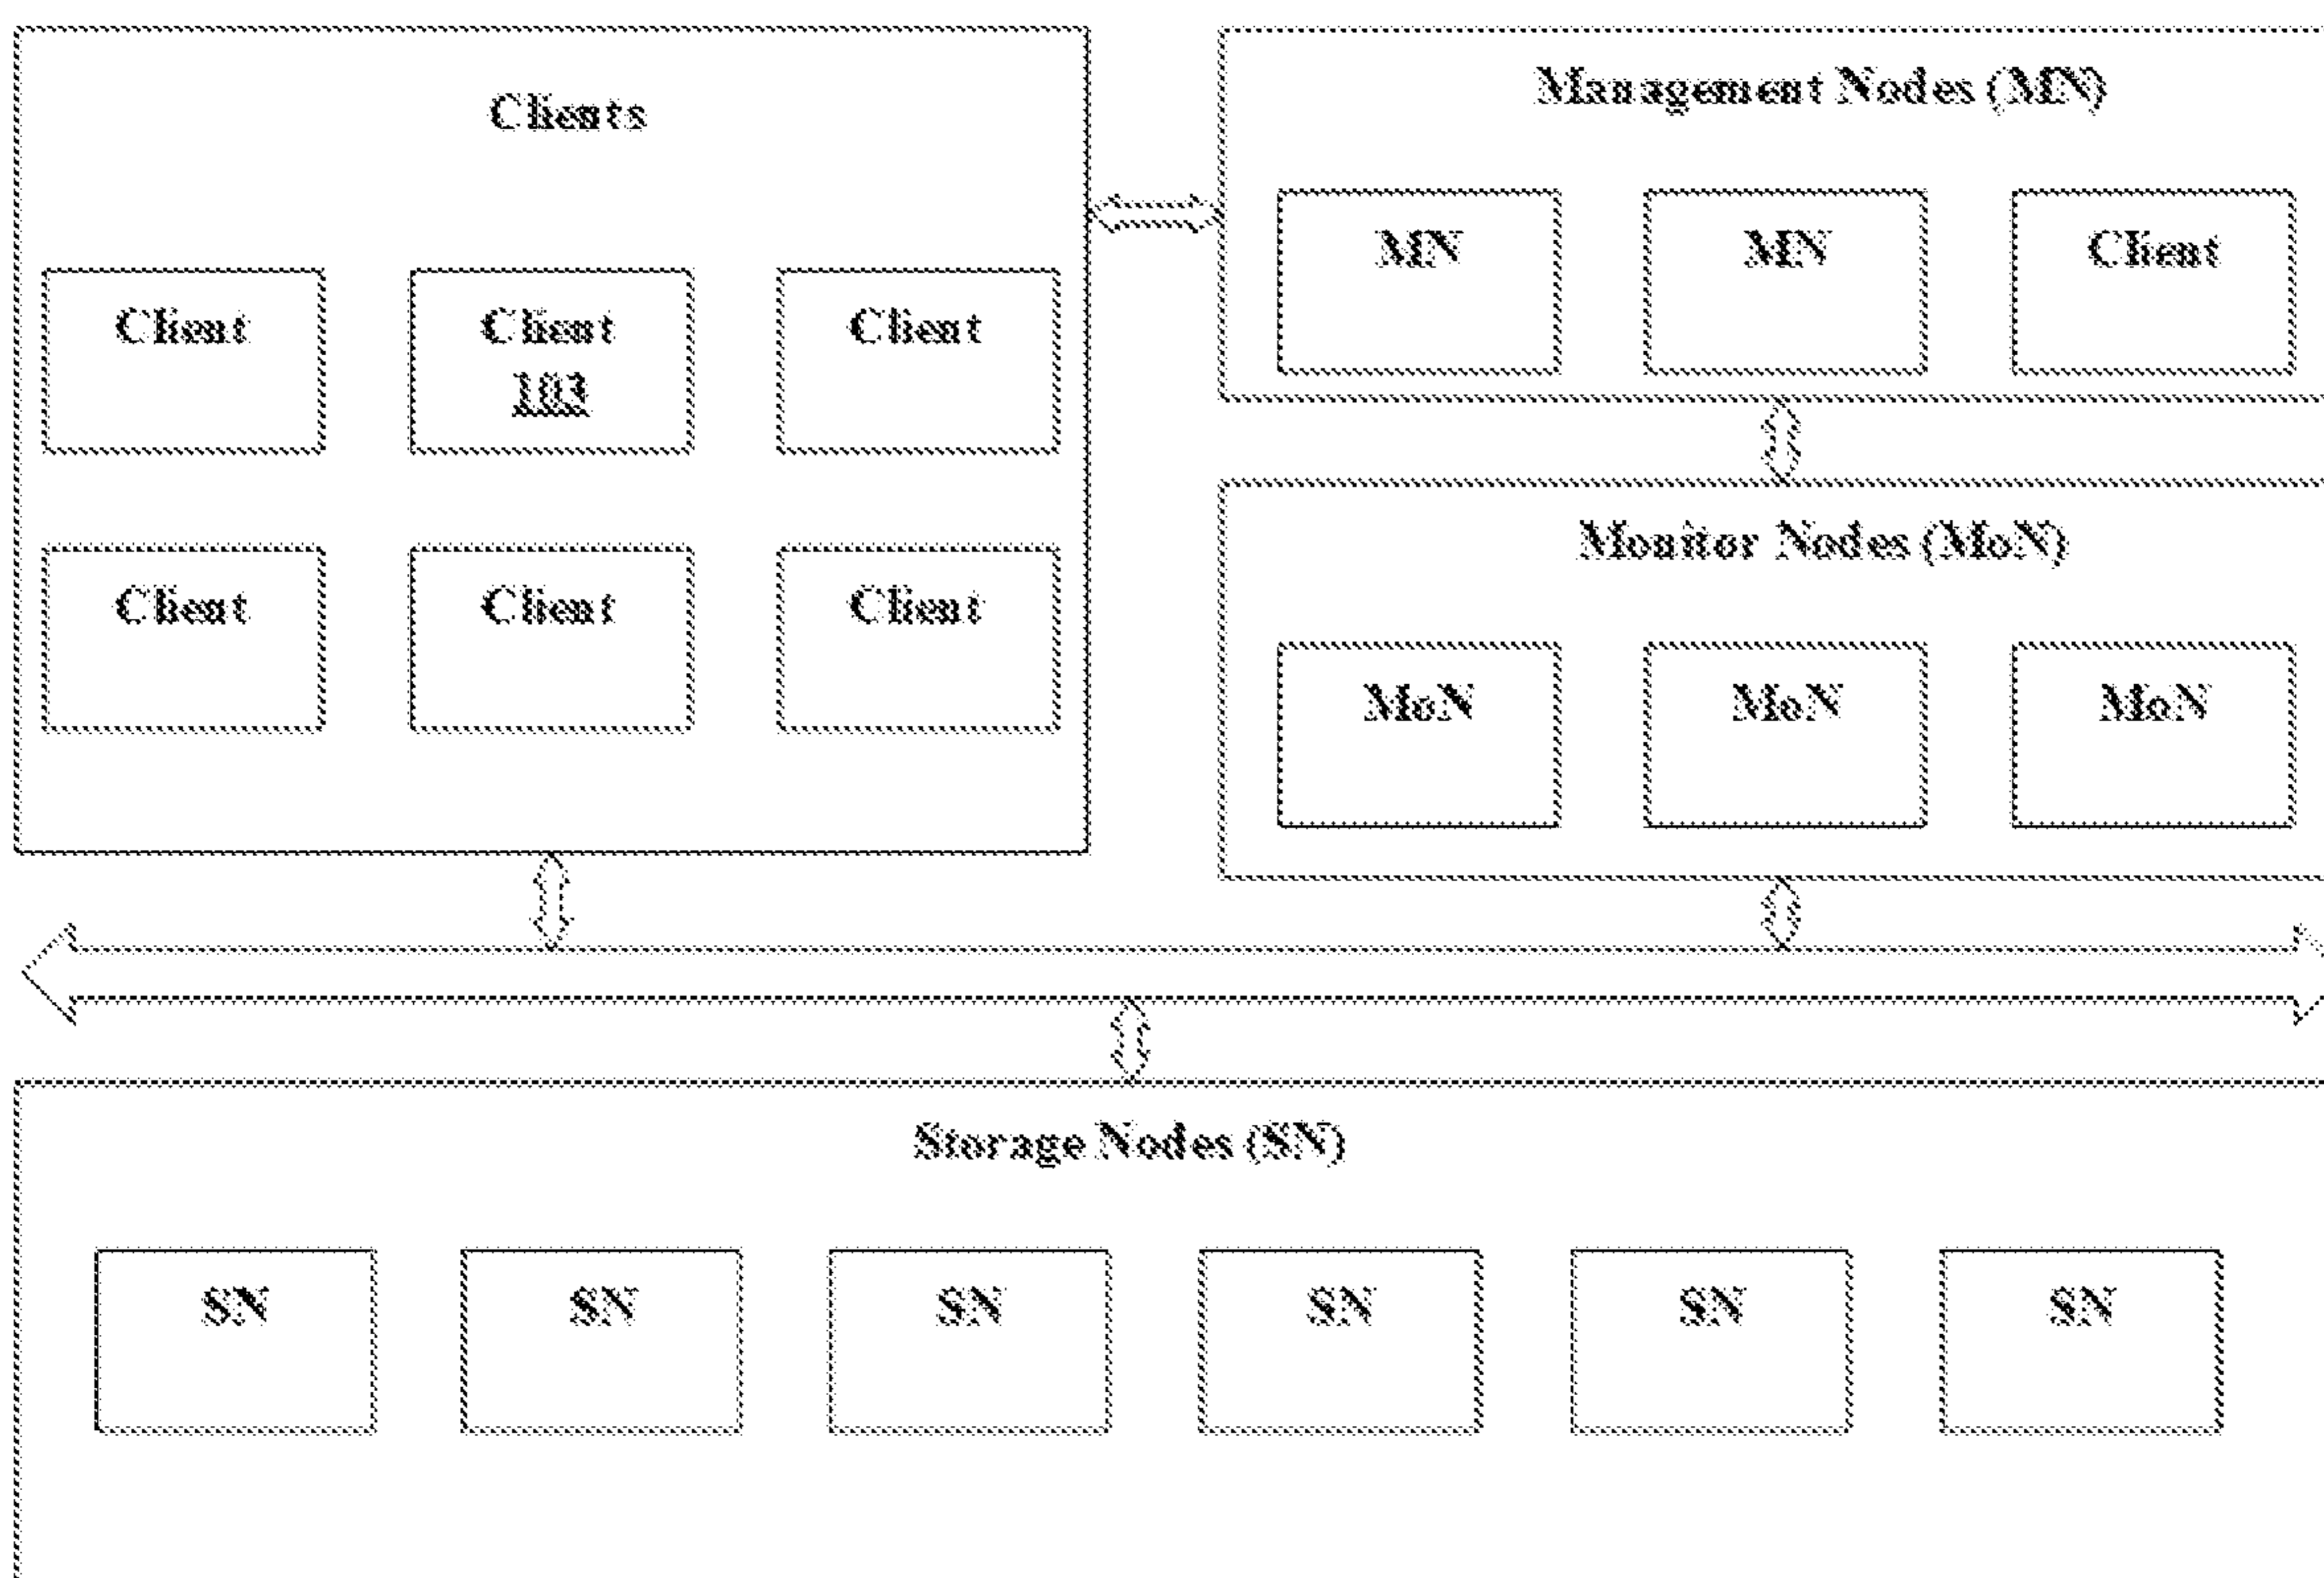 Clients
Client
Client
103
Client
Client
Client
Client
Management Nodes (MN)
MN
MN
Client
Monitor Nodes (MoN)
MoN
MoN
MoN
Storage Nodes (SN)
SN
SN
SN
SN
SN
SN